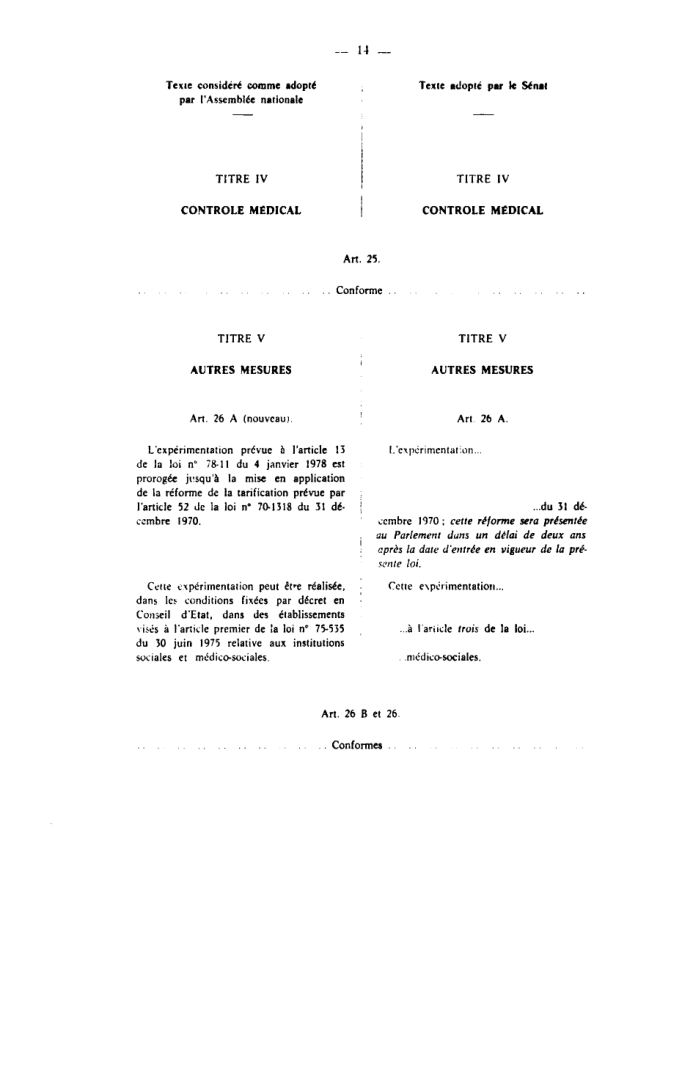 — 14 —
Texte considéré comme adopté
par l'Assemblée nationale
Texte adopté par le Sénat
TITRE IV
CONTROLE MÉDICAL
TITRE IV
CONTROLE MÉDICAL
Art. 25.
.. .. .. .. .. .. .. .. .. .. Conforme .. .. .. .. .. .. .. .. .. ..
TITRE V
AUTRES MESURES
TITRE V
AUTRES MESURES
Art. 26 A (nouveau).
L'expérimentation prévue à l'article 13
de la loi n° 78-11 du 4 janvier 1978 est
prorogée jusqu'à la mise en application
de la réforme de la tarification prévue par
l'article 52 de la loi n° 70-1318 du 31 dé-
cembre 1970.
Cette expérimentation peut être réalisée,
dans les conditions fixées par décret en
Conseil d'Etat, dans des établissements
visés à l'article premier de la loi n° 75-535
du 30 juin 1975 relative aux institutions
sociales et médico-sociales.
Art. 26 A.
L'expérimentation...
...du 31 dé-
cembre 1970 ; cette réforme sera présentée
au Parlement dans un délai de deux ans
après la date d'entrée en vigueur de la pré-
sente loi.
Cette expérimentation...
...à l'article trois de la loi...
...médico-sociales.
Art. 26 B et 26.
.. .. .. .. .. .. .. .. .. .. Conformes .. .. .. .. .. .. .. .. .. ..